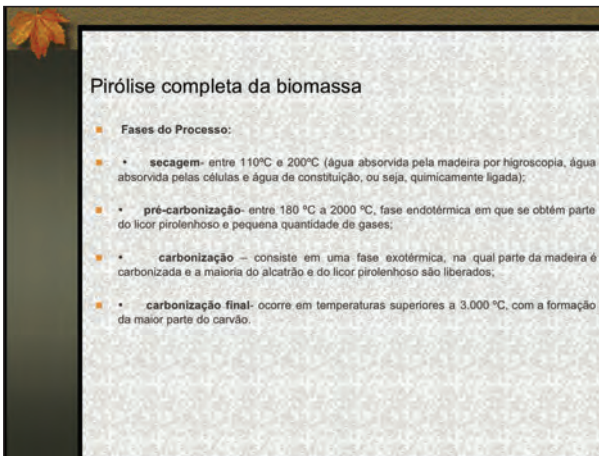 Pirólise completa da biomassa
Fases do Processo:
• secagem- entre 110ºC e 200ºC (água absorvida pela madeira por higroscopia, água
absorvida pelas células e água de constituição, ou seja, quimicamente ligada);
• pré-carbonização- entre 180 ºC a 2000 ºC, fase endotérmica em que se obtém parte
do licor pirolenhoso e pequena quantidade de gases;
• carbonização – consiste em uma fase exotérmica, na qual parte da madeira é
carbonizada e a maioria do alcatrão e do licor pirolenhoso são liberados;
• carbonização final- ocorre em temperaturas superiores a 3.000 ºC, com a formação
da maior parte do carvão.